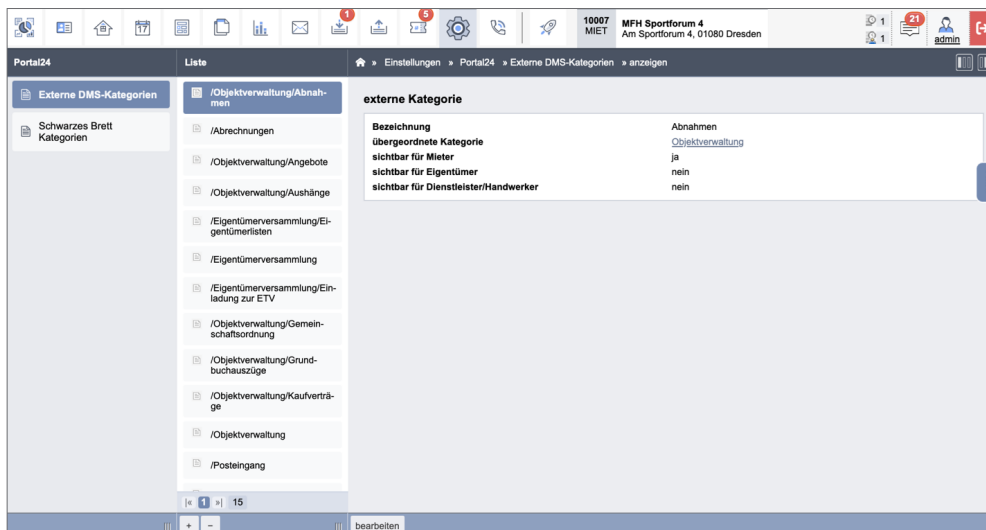 17
1
5
10007
MIET
MFH Sportforum 4
Am Sportforum 4, 01080 Dresden
1
1
21
admin
Portal24
Liste
» Einstellungen » Portal24 » Externe DMS-Kategorien » anzeigen
Externe DMS-Kategorien
Schwarzes Brett
Kategorien
/Objektverwaltung/Abnah-
men
/Abrechnungen
/Objektverwaltung/Angebote
/Objektverwaltung/Aushänge
/Eigentümerversammlung/Ei-
gentümerlisten
/Eigentümerversammlung
/Eigentümerversammlung/Ein-
ladung zur ETV
/Objektverwaltung/Gemein-
schaftsordnung
/Objektverwaltung/Grund-
buchauszüge
/Objektverwaltung/Kaufverträ-
ge
/Objektverwaltung
/Posteingang
|« 1 »| 15
+ −
externe Kategorie
Bezeichnung Abnahmen
übergeordnete Kategorie Objektverwaltung
sichtbar für Mieter ja
sichtbar für Eigentümer nein
sichtbar für Dienstleister/Handwerker nein
bearbeiten